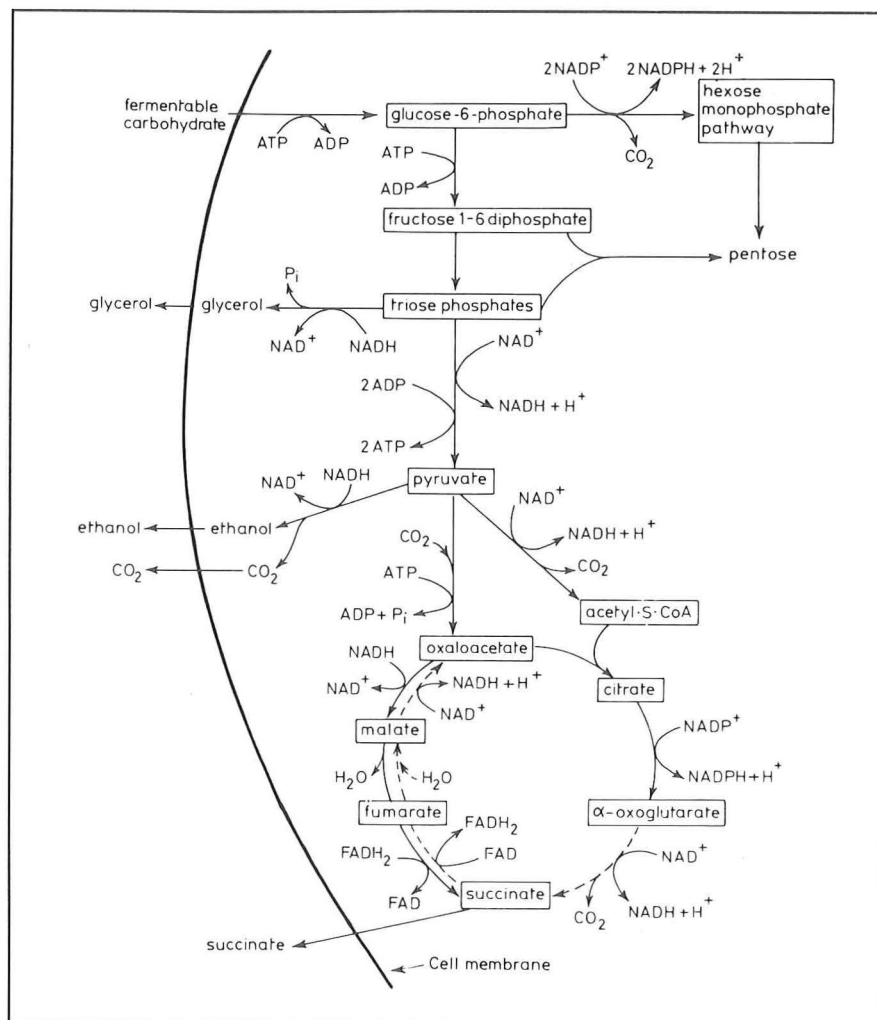 2NADP+ 2NADPH + 2H+
fermentable
carbohydrate
glucose-6-phosphate
hexose
monophosphate
pathway
ATP ADP
CO2
ATP
ADP
fructose 1-6 diphosphate
pentose
Pi
glycerol glycerol
triose phosphates
NAD+ NADH
NAD+
2ADP
NADH + H+
2ATP
pyruvate
NAD+ NADH
NAD+
ethanol ethanol
NADH + H+
CO2
CO2
CO2 CO2
ATP
ADP + Pi
acetyl·S·CoA
oxaloacetate
NADH
NAD+
NADH + H+
NAD+
citrate
malate
NADP+
H2O H2O
NADPH + H+
fumarate
α-oxoglutarate
FADH2
FADH2
FAD
FAD
NAD+
succinate
CO2
NADH + H+
succinate
Cell membrane